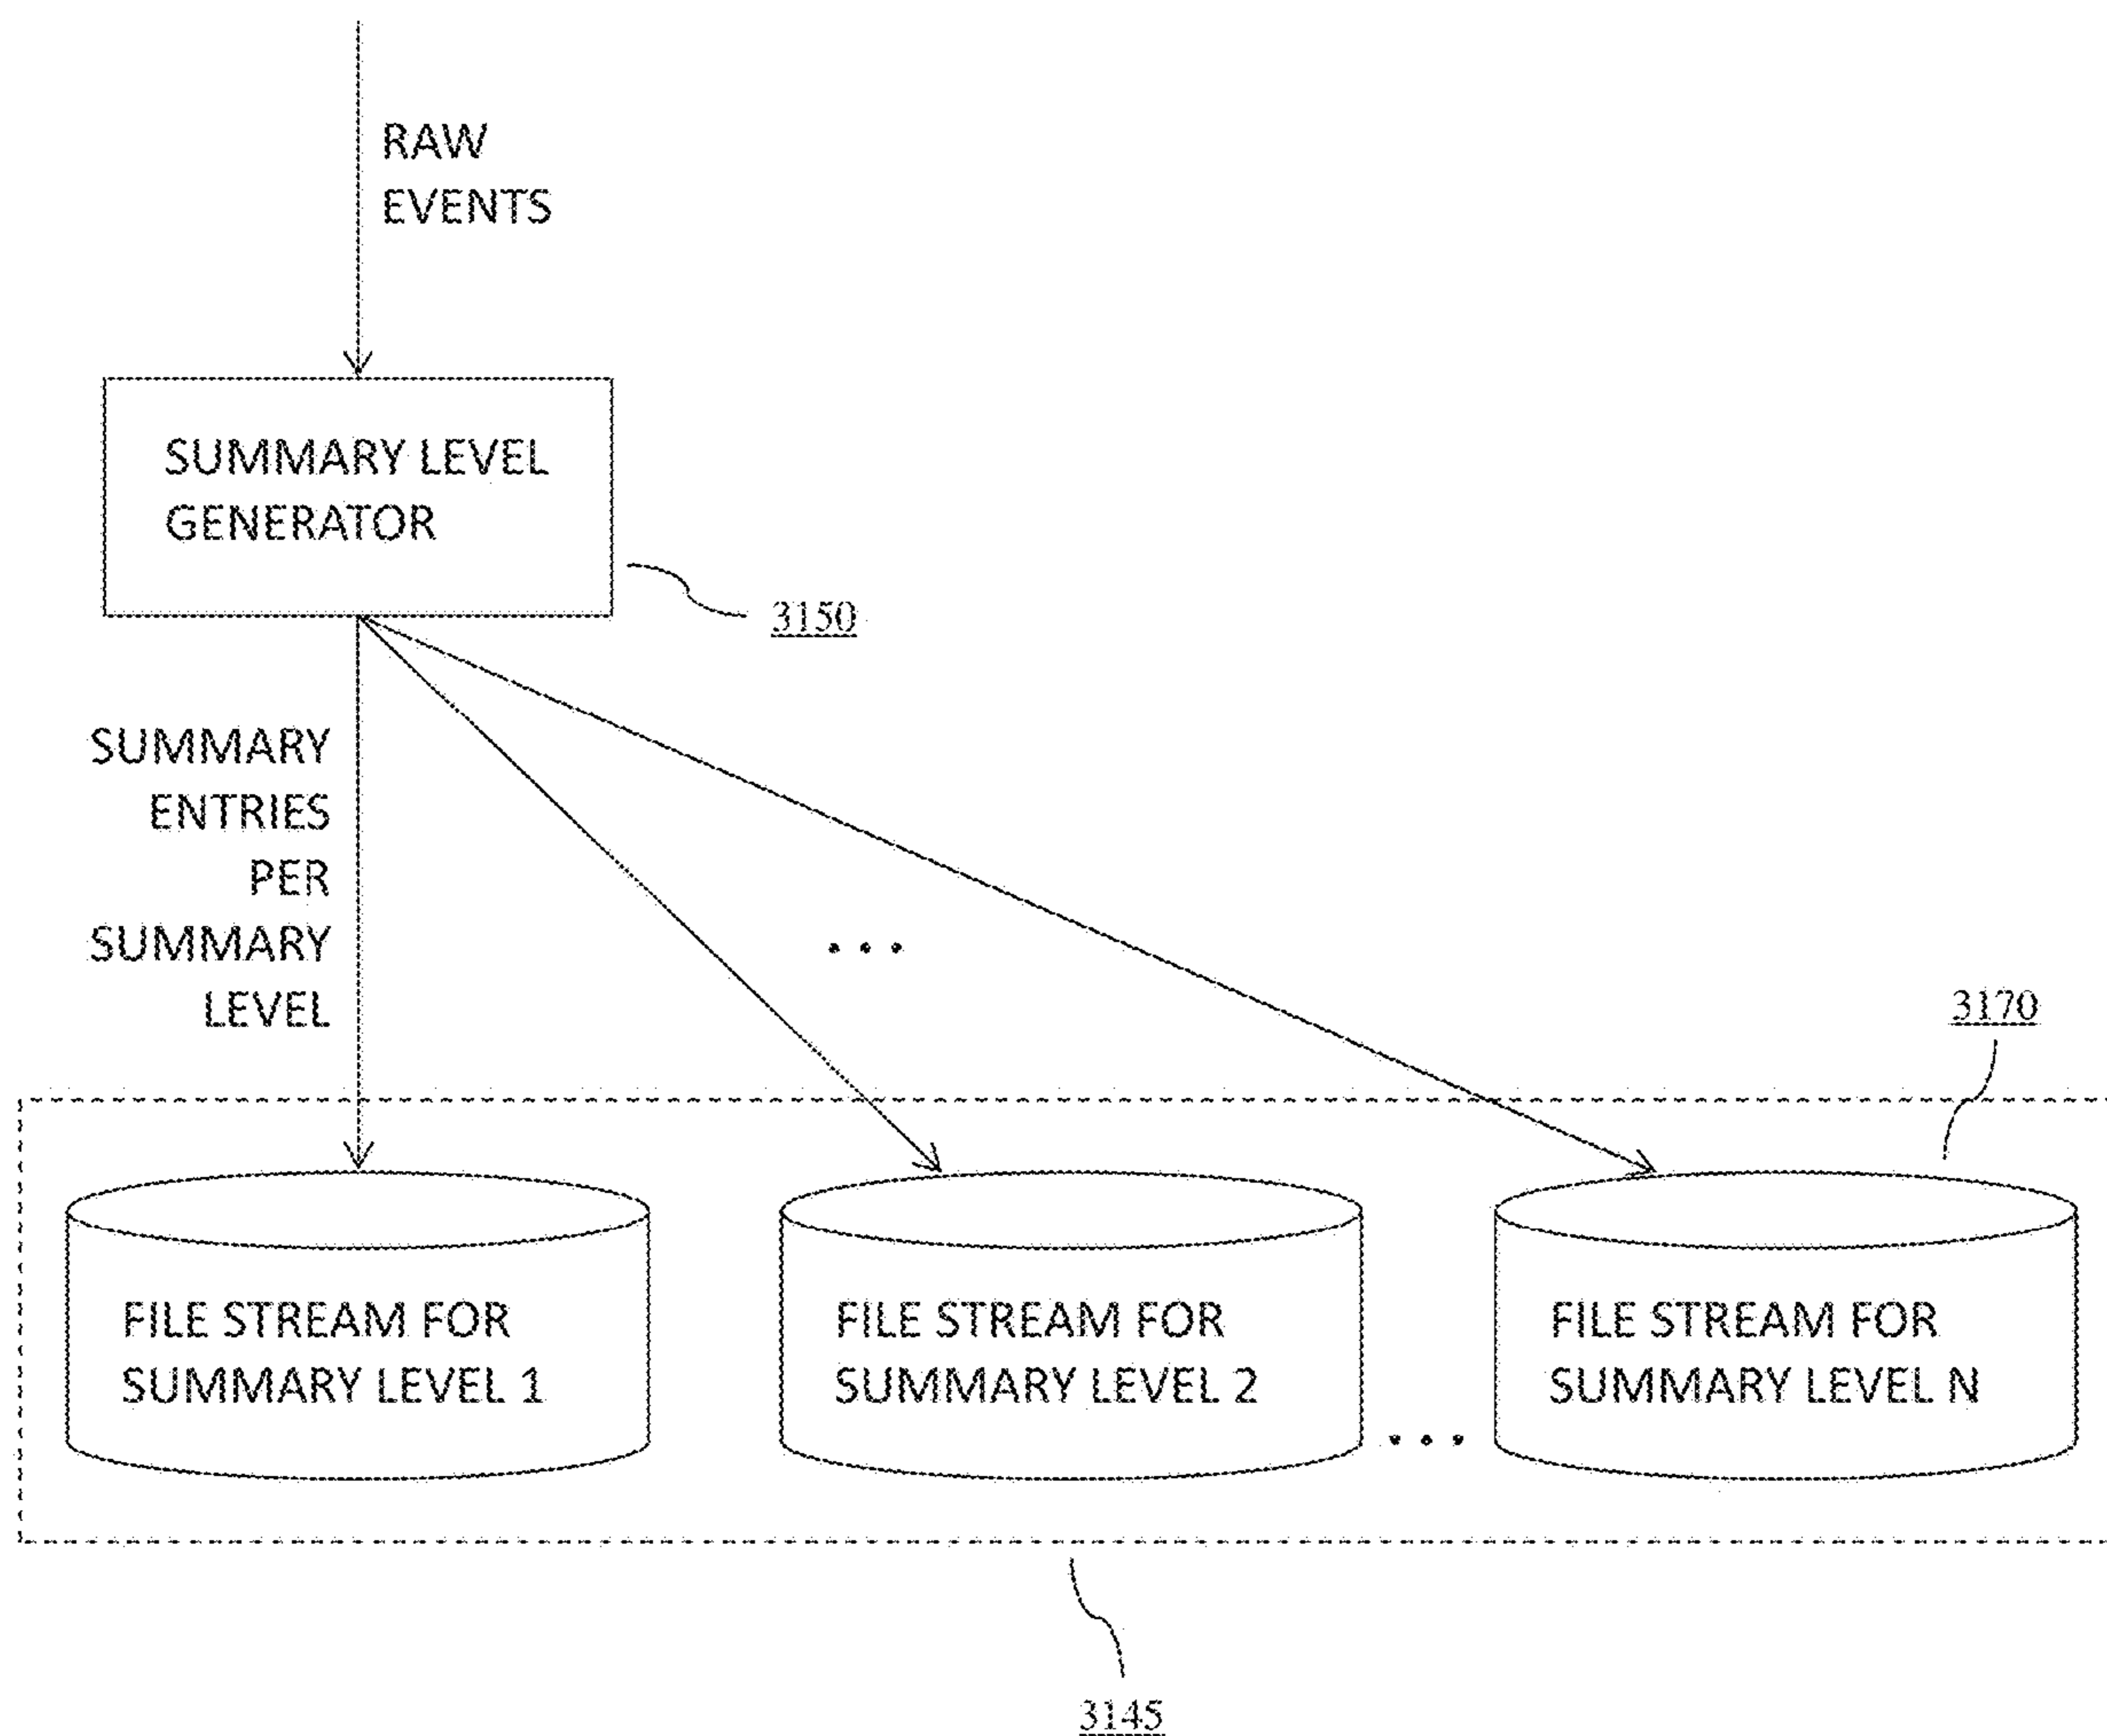 RAW
EVENTS
SUMMARY LEVEL
GENERATOR
3150
SUMMARY
ENTRIES
PER
SUMMARY
LEVEL
...
3170
FILE STREAM FOR
SUMMARY LEVEL 1
FILE STREAM FOR
SUMMARY LEVEL 2
...
FILE STREAM FOR
SUMMARY LEVEL N
3145